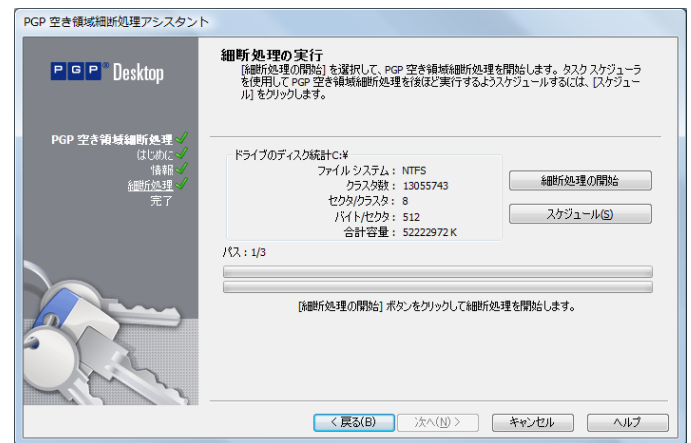 PGP 空き領域細断処理アシスタント
PGP® Desktop
細断処理の実行
[細断処理の開始] を選択して、PGP 空き領域細断処理を開始します。タスク スケジューラ
を使用して PGP 空き領域細断処理を後ほど実行するようスケジュールするには、[スケジュー
ル] をクリックします。
PGP 空き領域細断処理
はじめに
情報
細断処理
完了
ドライブのディスク統計C:¥
ファイル システム : NTFS
クラスタ数 : 13055743
セクタ/クラスタ : 8
バイト/セクタ : 512
合計容量 : 52222972 K
細断処理の開始
スケジュール(S)
パス : 1/3
[細断処理の開始] ボタンをクリックして細断処理を開始します。
< 戻る(B)
次へ(N) >
キャンセル
ヘルプ